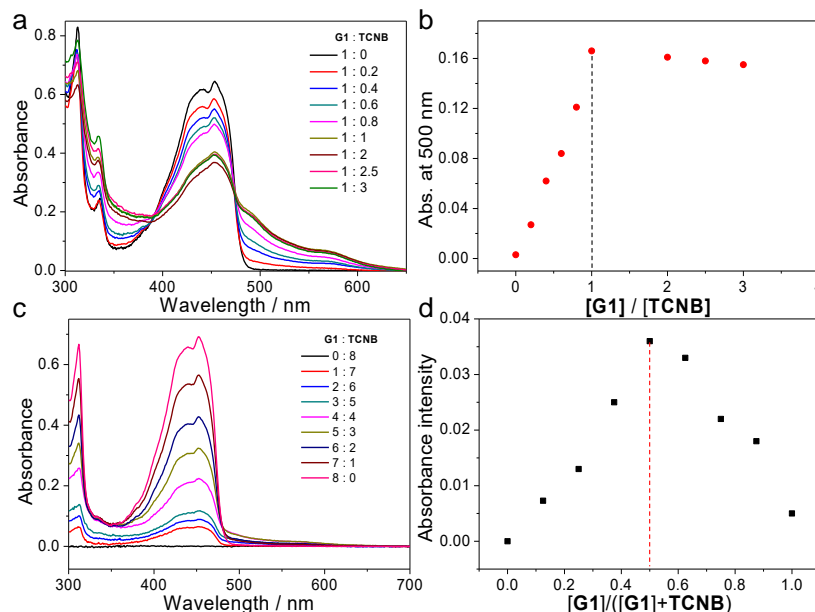 a
G1 : TCNB
1 : 0
1 : 0.2
1 : 0.4
1 : 0.6
1 : 0.8
1 : 1
1 : 2
1 : 2.5
1 : 3
0.8
0.6
0.4
0.2
0.0
300 400 500 600
Absorbance
Wavelength / nm
b
0.16
0.12
0.08
0.04
0.00
0 1 2 3
Abs. at 500 nm
[G1] / [TCNB]
c
G1 : TCNB
0 : 8
1 : 7
2 : 6
3 : 5
4 : 4
5 : 3
6 : 2
7 : 1
8 : 0
0.6
0.4
0.2
0.0
300 400 500 600 700
Absorbance
Wavelength / nm
d
0.04
0.03
0.02
0.01
0.00
0.0 0.2 0.4 0.6 0.8 1.0
Absorbance intensity
[G1]/([G1]+TCNB)